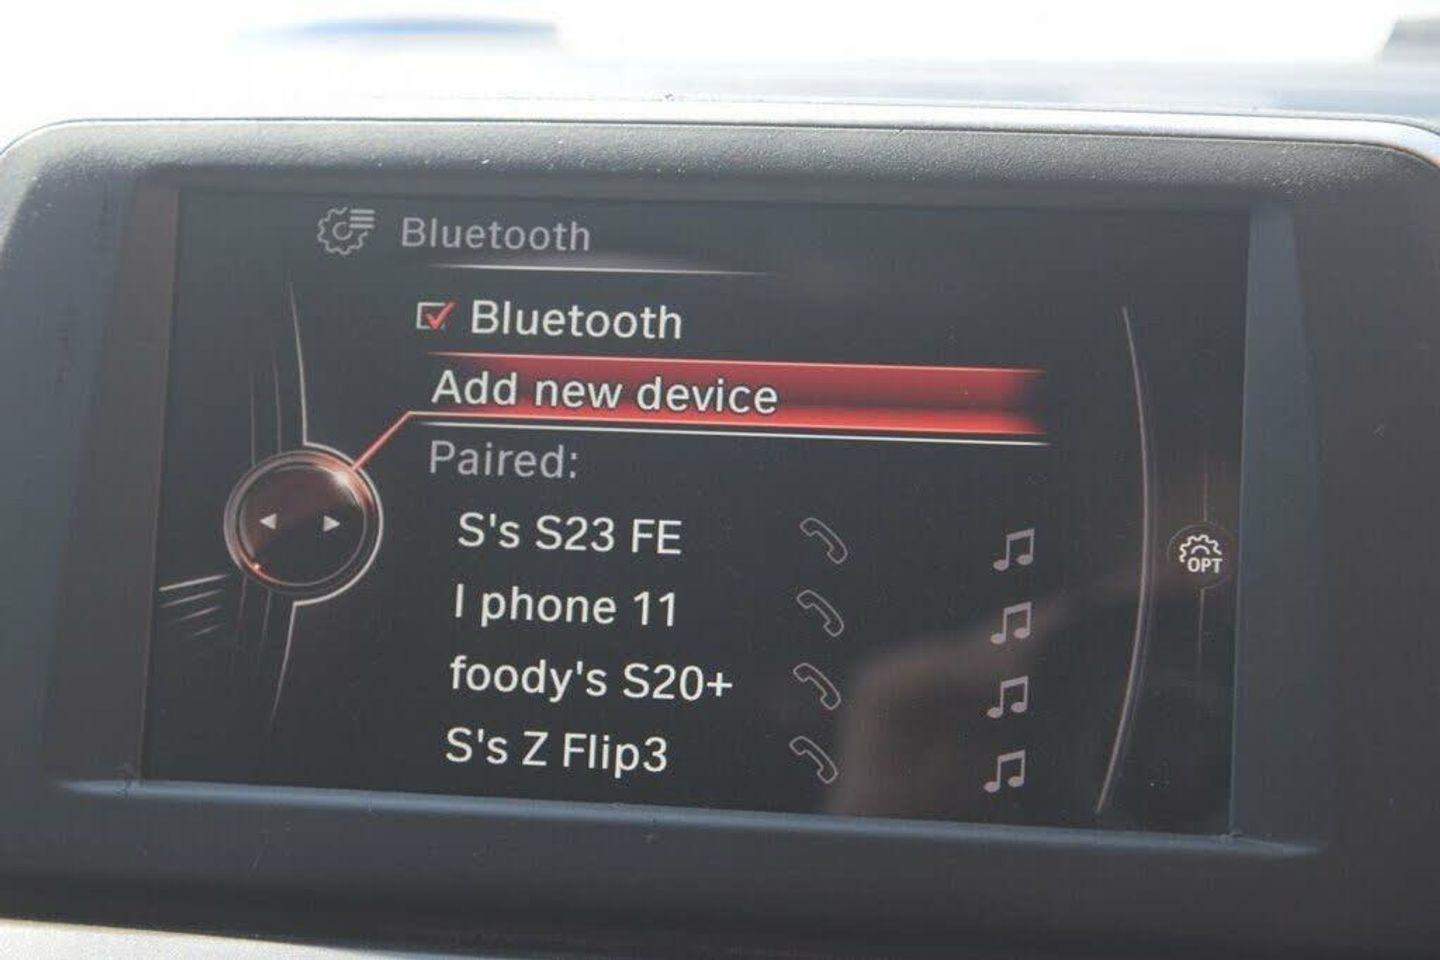 Bluetooth
Bluetooth
Add new device
Paired:
S's S23 FE
I phone 11
foody's S20+
S's Z Flip3
OPT